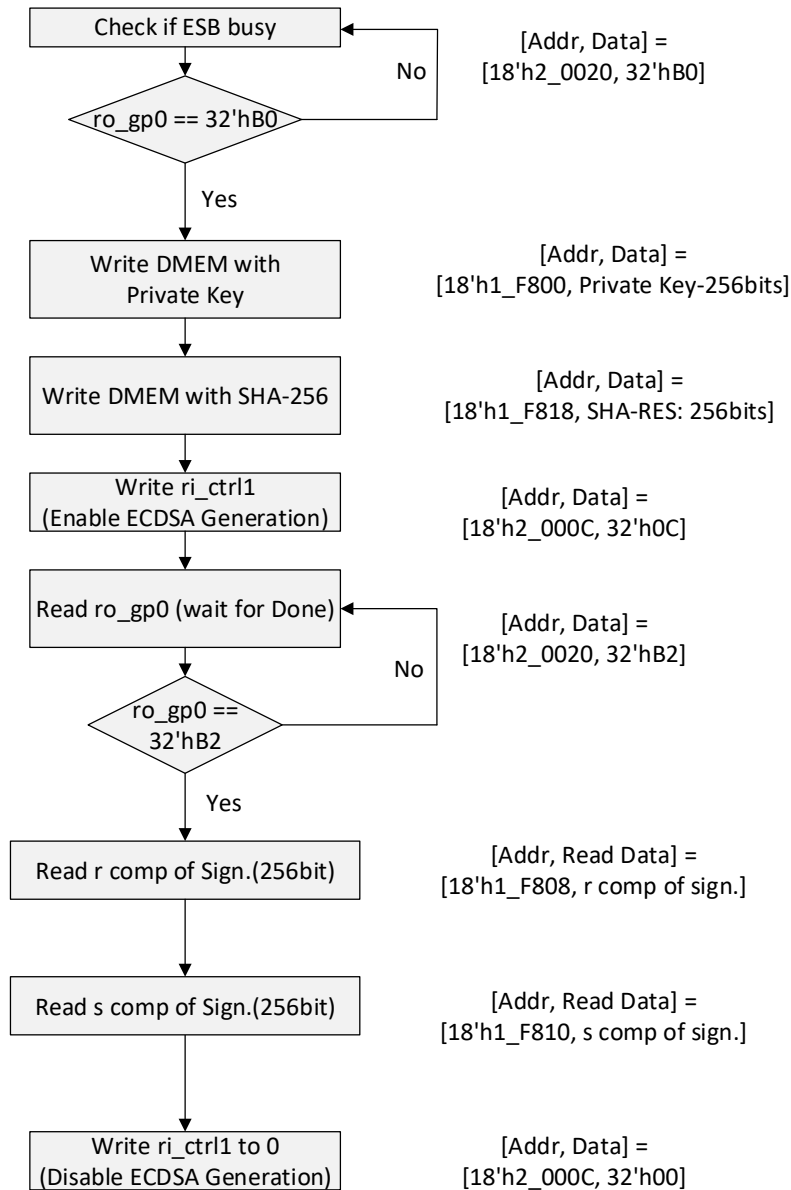 Check if ESB busy
[Addr, Data] =
[18'h2_0020, 32'hB0]
No
ro_gp0 == 32'hB0
Yes
Write DMEM with
Private Key
[Addr, Data] =
[18'h1_F800, Private Key-256bits]
Write DMEM with SHA-256
[Addr, Data] =
[18'h1_F818, SHA-RES: 256bits]
Write ri_ctrl1
(Enable ECDSA Generation)
[Addr, Data] =
[18'h2_000C, 32'h0C]
Read ro_gp0 (wait for Done)
[Addr, Data] =
[18'h2_0020, 32'hB2]
No
ro_gp0 ==
32'hB2
Yes
Read r comp of Sign.(256bit)
[Addr, Read Data] =
[18'h1_F808, r comp of sign.]
Read s comp of Sign.(256bit)
[Addr, Read Data] =
[18'h1_F810, s comp of sign.]
Write ri_ctrl1 to 0
(Disable ECDSA Generation)
[Addr, Data] =
[18'h2_000C, 32'h00]